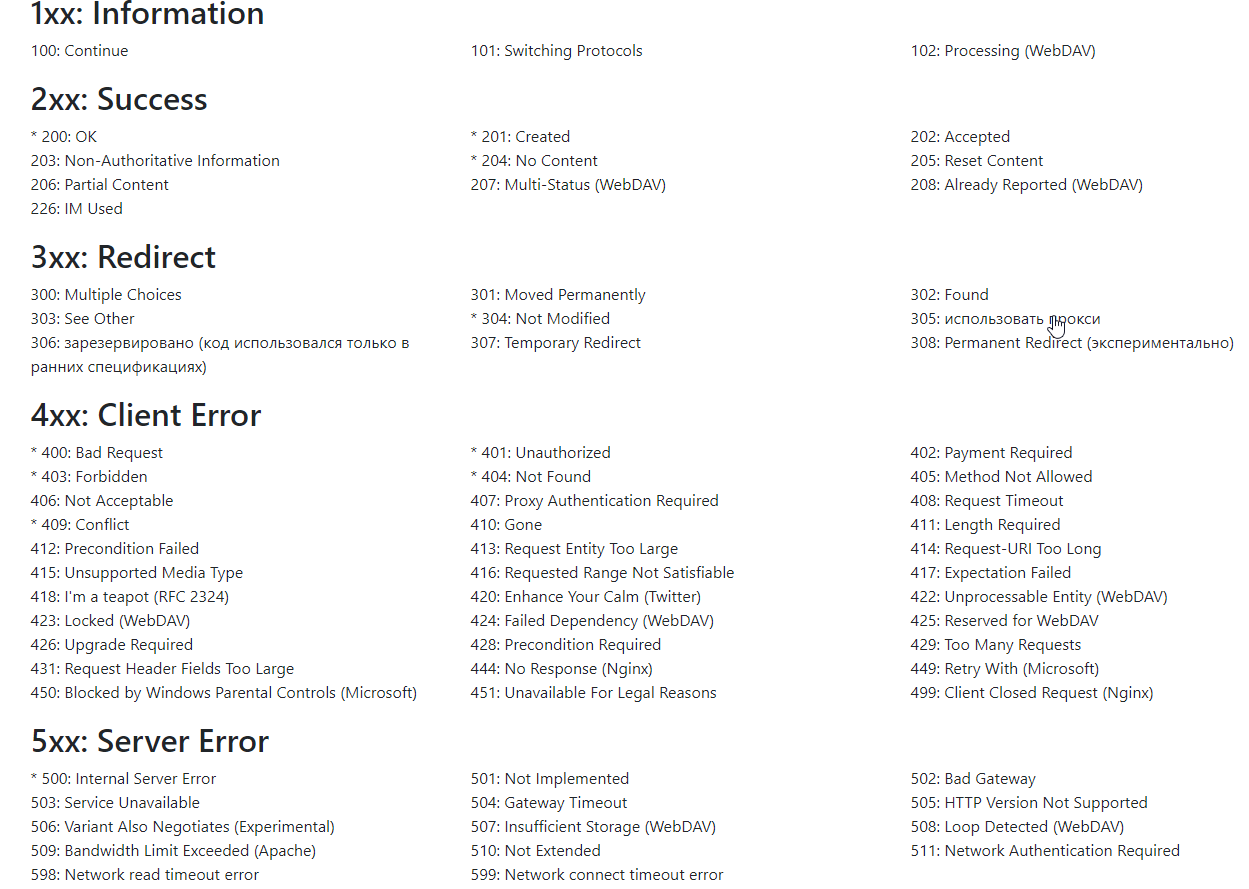 1xx: Information
100: Continue
101: Switching Protocols
102: Processing (WebDAV)
2xx: Success
* 200: OK
* 201: Created
202: Accepted
203: Non-Authoritative Information
* 204: No Content
205: Reset Content
206: Partial Content
207: Multi-Status (WebDAV)
208: Already Reported (WebDAV)
226: IM Used
3xx: Redirect
300: Multiple Choices
301: Moved Permanently
302: Found
303: See Other
* 304: Not Modified
305: использовать прокси
306: зарезервировано (код использовался только в
ранних спецификациях)
307: Temporary Redirect
308: Permanent Redirect (экспериментально)
4xx: Client Error
* 400: Bad Request
* 401: Unauthorized
402: Payment Required
* 403: Forbidden
* 404: Not Found
405: Method Not Allowed
406: Not Acceptable
407: Proxy Authentication Required
408: Request Timeout
* 409: Conflict
410: Gone
411: Length Required
412: Precondition Failed
413: Request Entity Too Large
414: Request-URI Too Long
415: Unsupported Media Type
416: Requested Range Not Satisfiable
417: Expectation Failed
418: I'm a teapot (RFC 2324)
420: Enhance Your Calm (Twitter)
422: Unprocessable Entity (WebDAV)
423: Locked (WebDAV)
424: Failed Dependency (WebDAV)
425: Reserved for WebDAV
426: Upgrade Required
428: Precondition Required
429: Too Many Requests
431: Request Header Fields Too Large
444: No Response (Nginx)
449: Retry With (Microsoft)
450: Blocked by Windows Parental Controls (Microsoft)
451: Unavailable For Legal Reasons
499: Client Closed Request (Nginx)
5xx: Server Error
* 500: Internal Server Error
501: Not Implemented
502: Bad Gateway
503: Service Unavailable
504: Gateway Timeout
505: HTTP Version Not Supported
506: Variant Also Negotiates (Experimental)
507: Insufficient Storage (WebDAV)
508: Loop Detected (WebDAV)
509: Bandwidth Limit Exceeded (Apache)
510: Not Extended
511: Network Authentication Required
598: Network read timeout error
599: Network connect timeout error